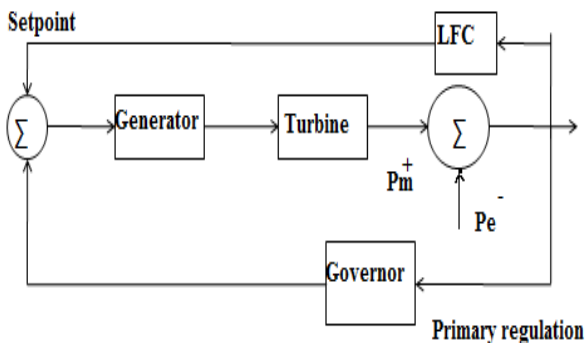 Setpoint
LFC
∑
Generator
Turbine
∑
Pm +
Pe -
Governor
Primary regulation